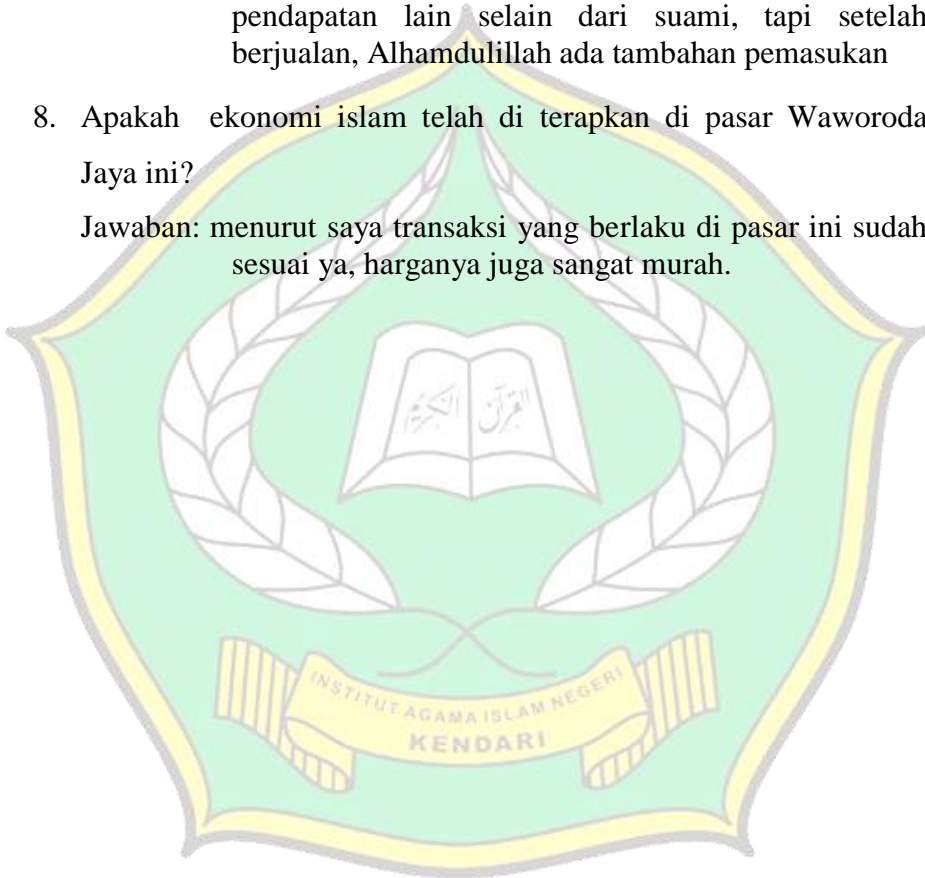 pendapatan lain selain dari suami, tapi setelah
berjualan, Alhamdulillah ada tambahan pemasukan
8. Apakah ekonomi islam telah di terapkan di pasar Waworoda
Jaya ini?
Jawaban: menurut saya transaksi yang berlaku di pasar ini sudah
sesuai ya, harganya juga sangat murah.
القرآن الكريم
INSTITUT AGAMA ISLAM NEGERI
KENDARI